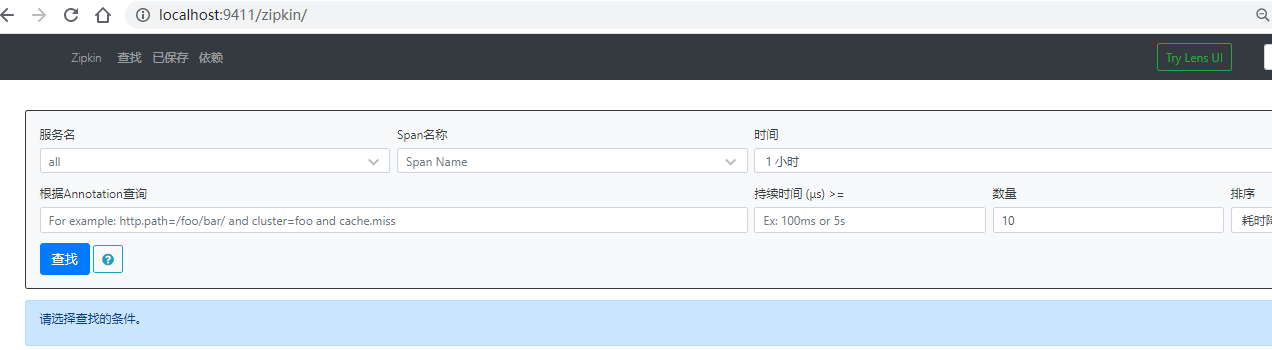 localhost:9411/zipkin/
Zipkin 查找 已保存 依赖 Try Lens UI
服务名 Span名称 时间
all Span Name 1 小时
根据Annotation查询 持续时间 (μs) >= 数量 排序
For example: http.path=/foo/bar/ and cluster=foo and cache.miss Ex: 100ms or 5s 10 耗时降
查找
请选择查找的条件。